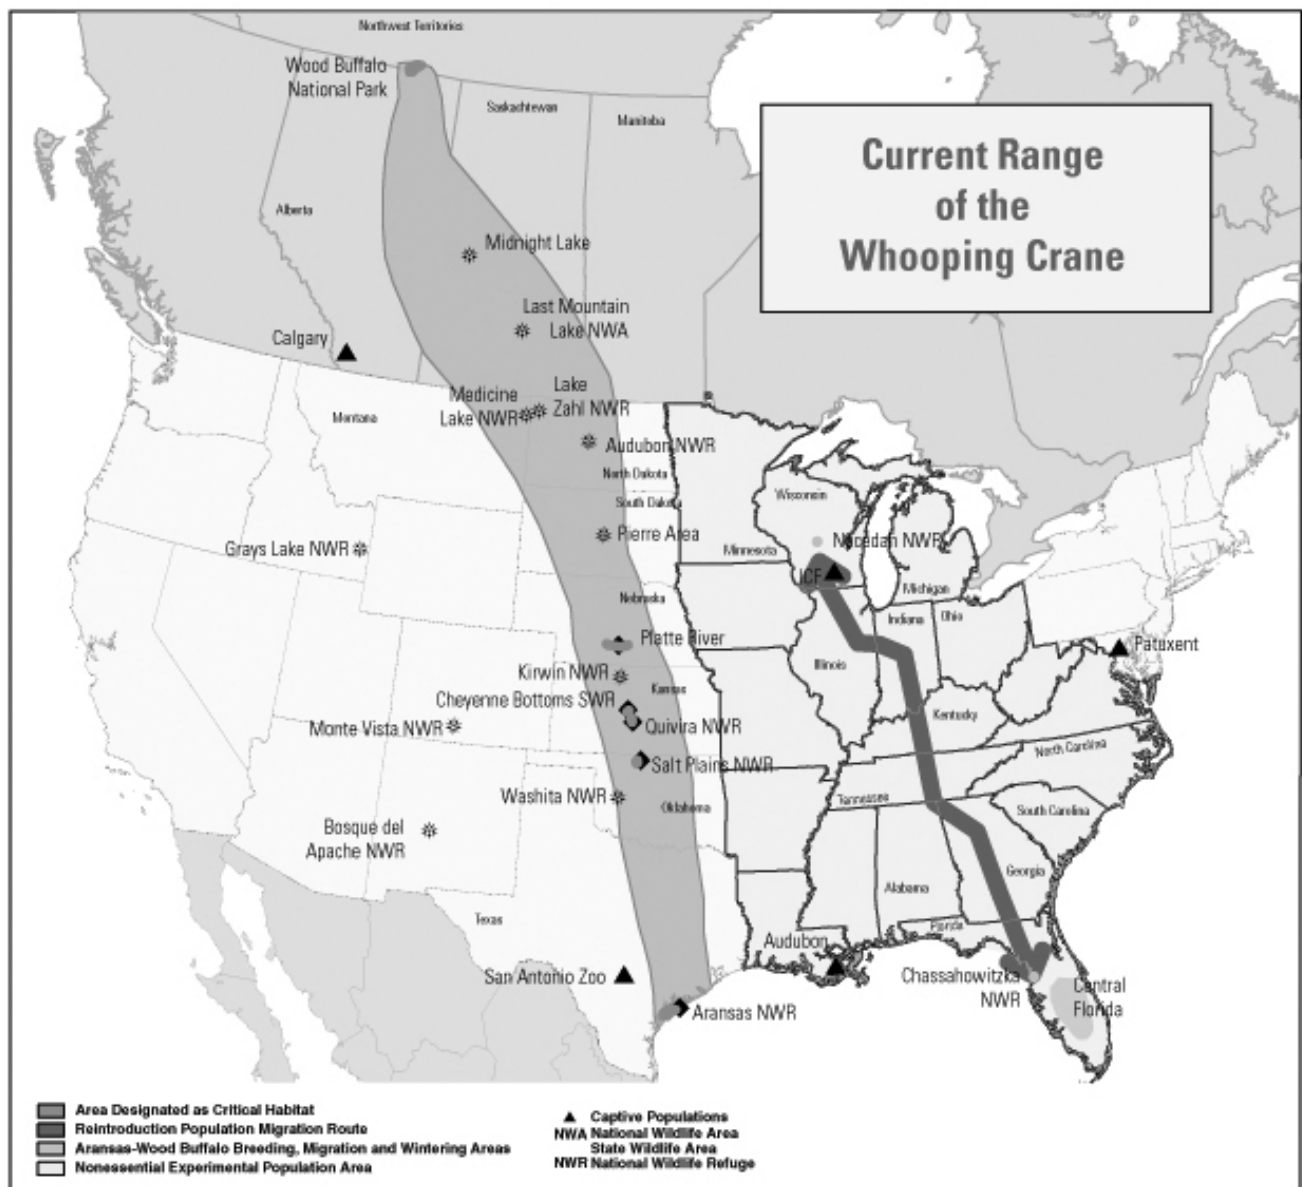 Northwest Territories
Wood Buffalo
National Park
Saskachtewan
Manitoba
Current Range
of the
Whooping Crane
Alberta
Midnight Lake
Last Mountain
Lake NWA
Calgary
Lake
Zahl NWR
Medicine
Lake NWR
Montana
Audubon NWR
North Dakota
South Dakota
Wisconsin
Pierre Area
Necedah NWR
Minnesota
Grays Lake NWR
ICF
Michigan
Nebraska
Indiana
Ohio
Platte River
Patuxent
Illinois
Kirwin NWR
Kansas
Cheyenne Bottoms SWR
Kentucky
Quivira NWR
Monte Vista NWR
North Carolina
Salt Plains NWR
Washita NWR
Tennessee
Oklahoma
South Carolina
Bosque del
Apache NWR
Georgia
Alabama
Texas
Florida
Audubon
San Antonio Zoo
Chassahowitzka
NWR
Central
Florida
Aransas NWR
Area Designated as Critical Habitat
Reintroduction Population Migration Route
Aransas-Wood Buffalo Breeding, Migration and Wintering Areas
Nonessential Experimental Population Area
Captive Populations
NWA National Wildlife Area
State Wildlife Area
NWR National Wildlife Refuge